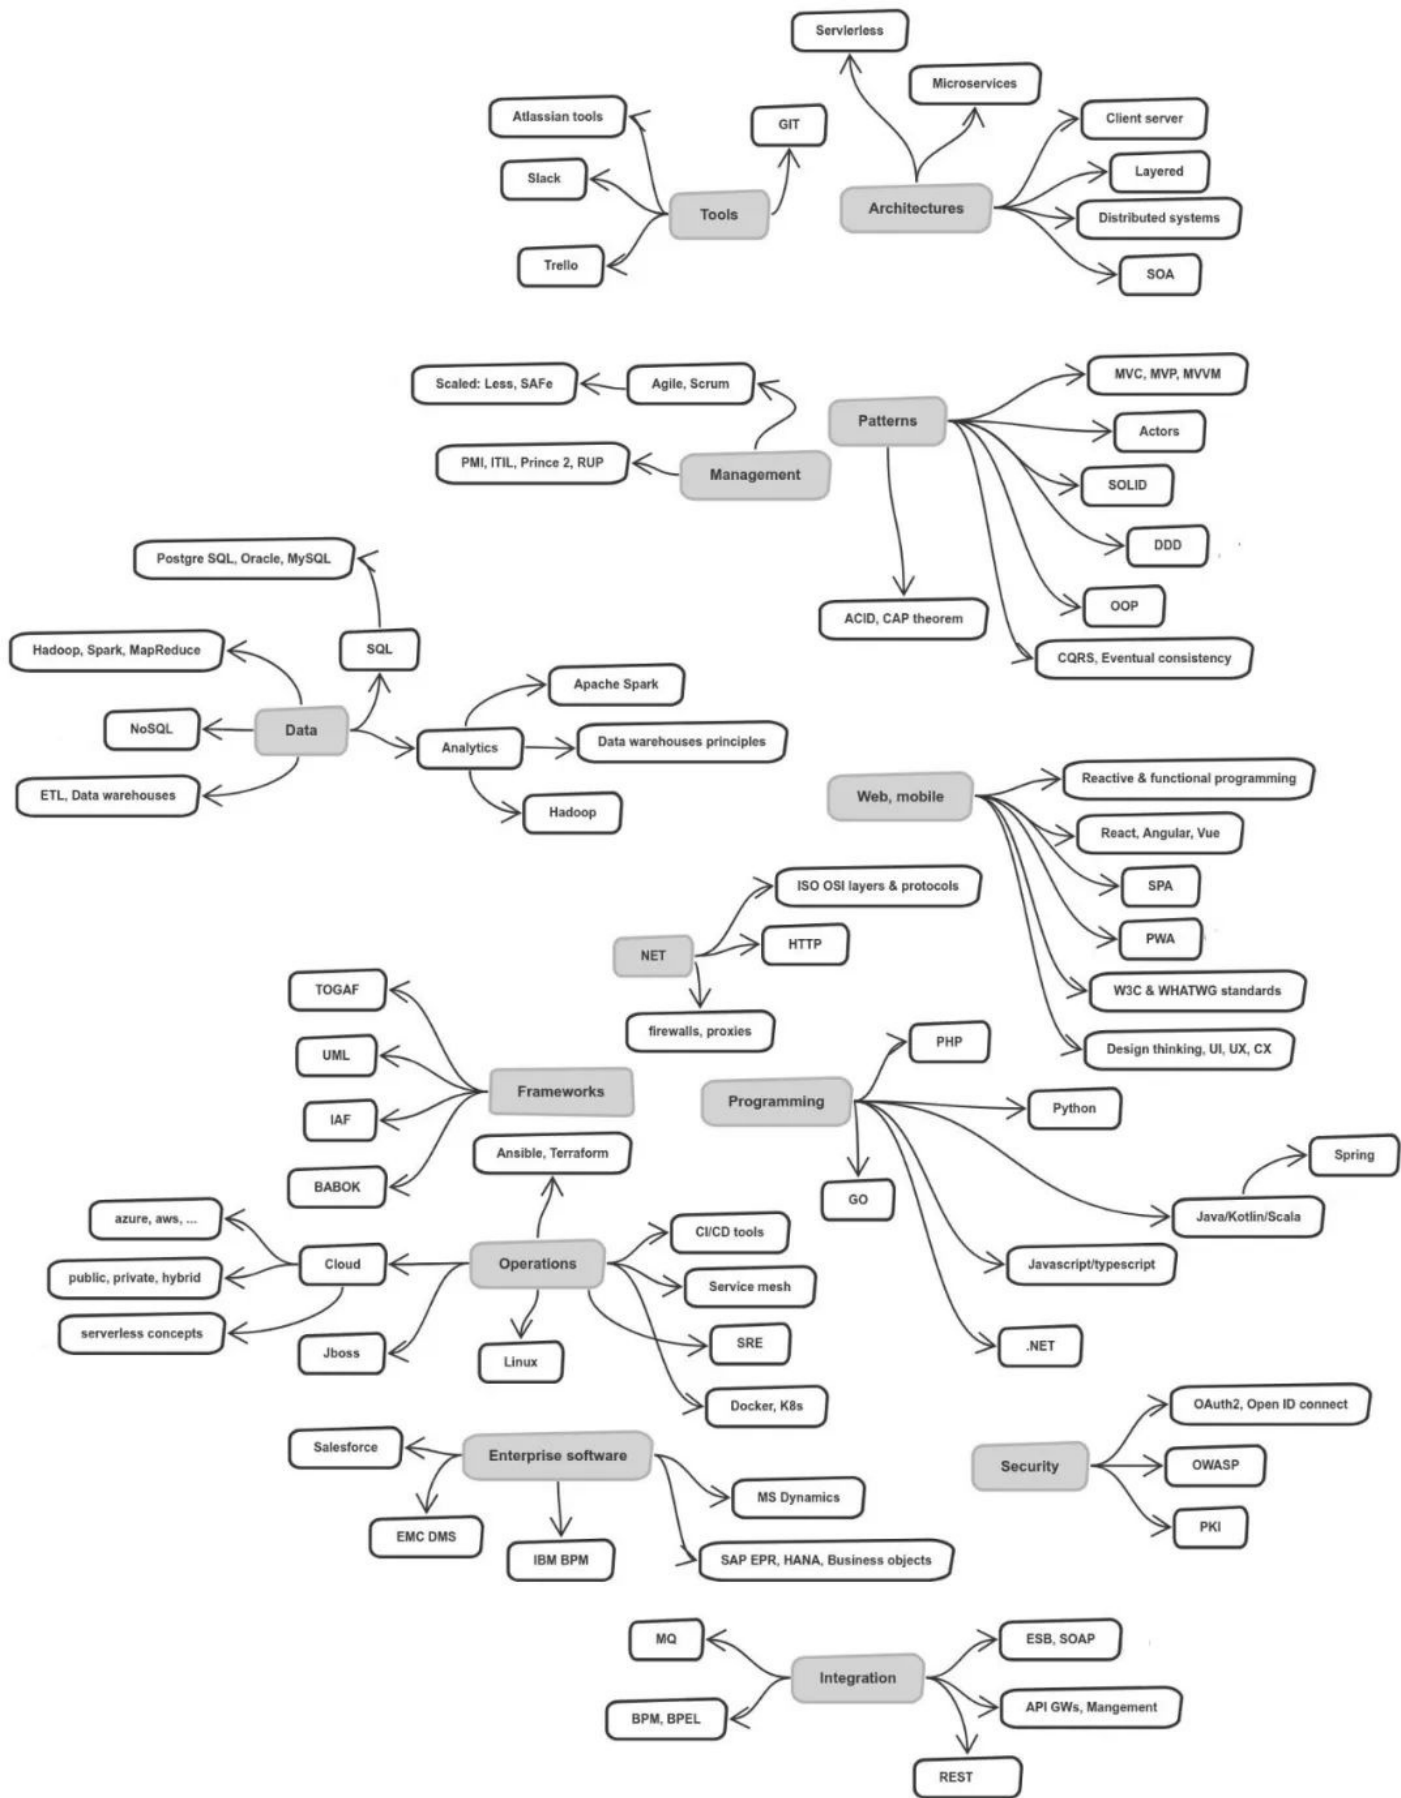 Servlerless
Microservices
Atlassian tools
GIT
Client server
Slack
Layered
Tools
Architectures
Distributed systems
Trello
SOA
Scaled: Less, SAFe
Agile, Scrum
MVC, MVP, MVVM
Patterns
Actors
PMI, ITIL, Prince 2, RUP
Management
SOLID
DDD
Postgre SQL, Oracle, MySQL
OOP
ACID, CAP theorem
Hadoop, Spark, MapReduce
SQL
CQRS, Eventual consistency
Apache Spark
NoSQL
Data
Analytics
Data warehouses principles
ETL, Data warehouses
Hadoop
Web, mobile
Reactive & functional programming
React, Angular, Vue
SPA
ISO OSI layers & protocols
PWA
NET
HTTP
TOGAF
W3C & WHATWG standards
firewalls, proxies
PHP
Design thinking, UI, UX, CX
UML
Frameworks
Programming
Python
IAF
Ansible, Terraform
Spring
BABOK
GO
azure, aws, ...
Java/Kotlin/Scala
CI/CD tools
Cloud
Operations
Javascript/typescript
public, private, hybrid
Service mesh
serverless concepts
Jboss
Linux
SRE
.NET
Docker, K8s
OAuth2, Open ID connect
Salesforce
Enterprise software
Security
OWASP
MS Dynamics
EMC DMS
PKI
IBM BPM
SAP EPR, HANA, Business objects
MQ
ESB, SOAP
Integration
BPM, BPEL
API GWs, Mangement
REST